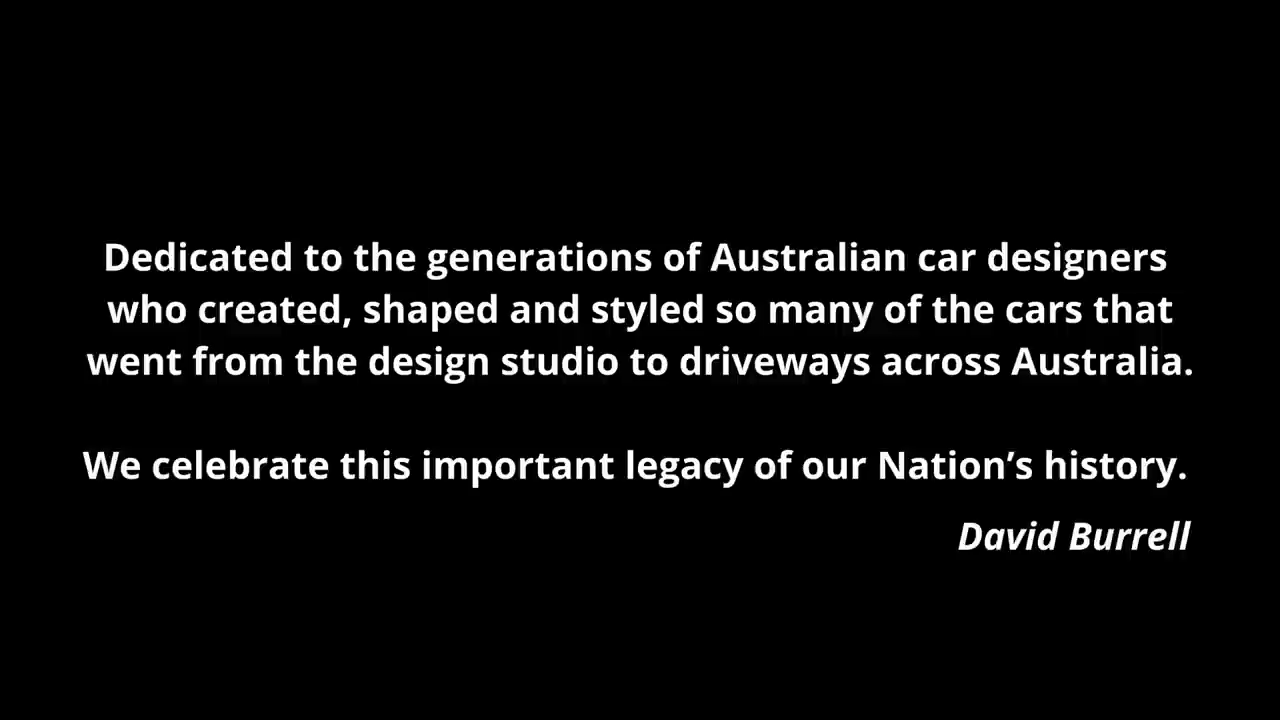 Dedicated to the generations of Australian car designers
who created, shaped and styled so many of the cars that
went from the design studio to driveways across Australia.
We celebrate this important legacy of our Nation’s history.
David Burrell